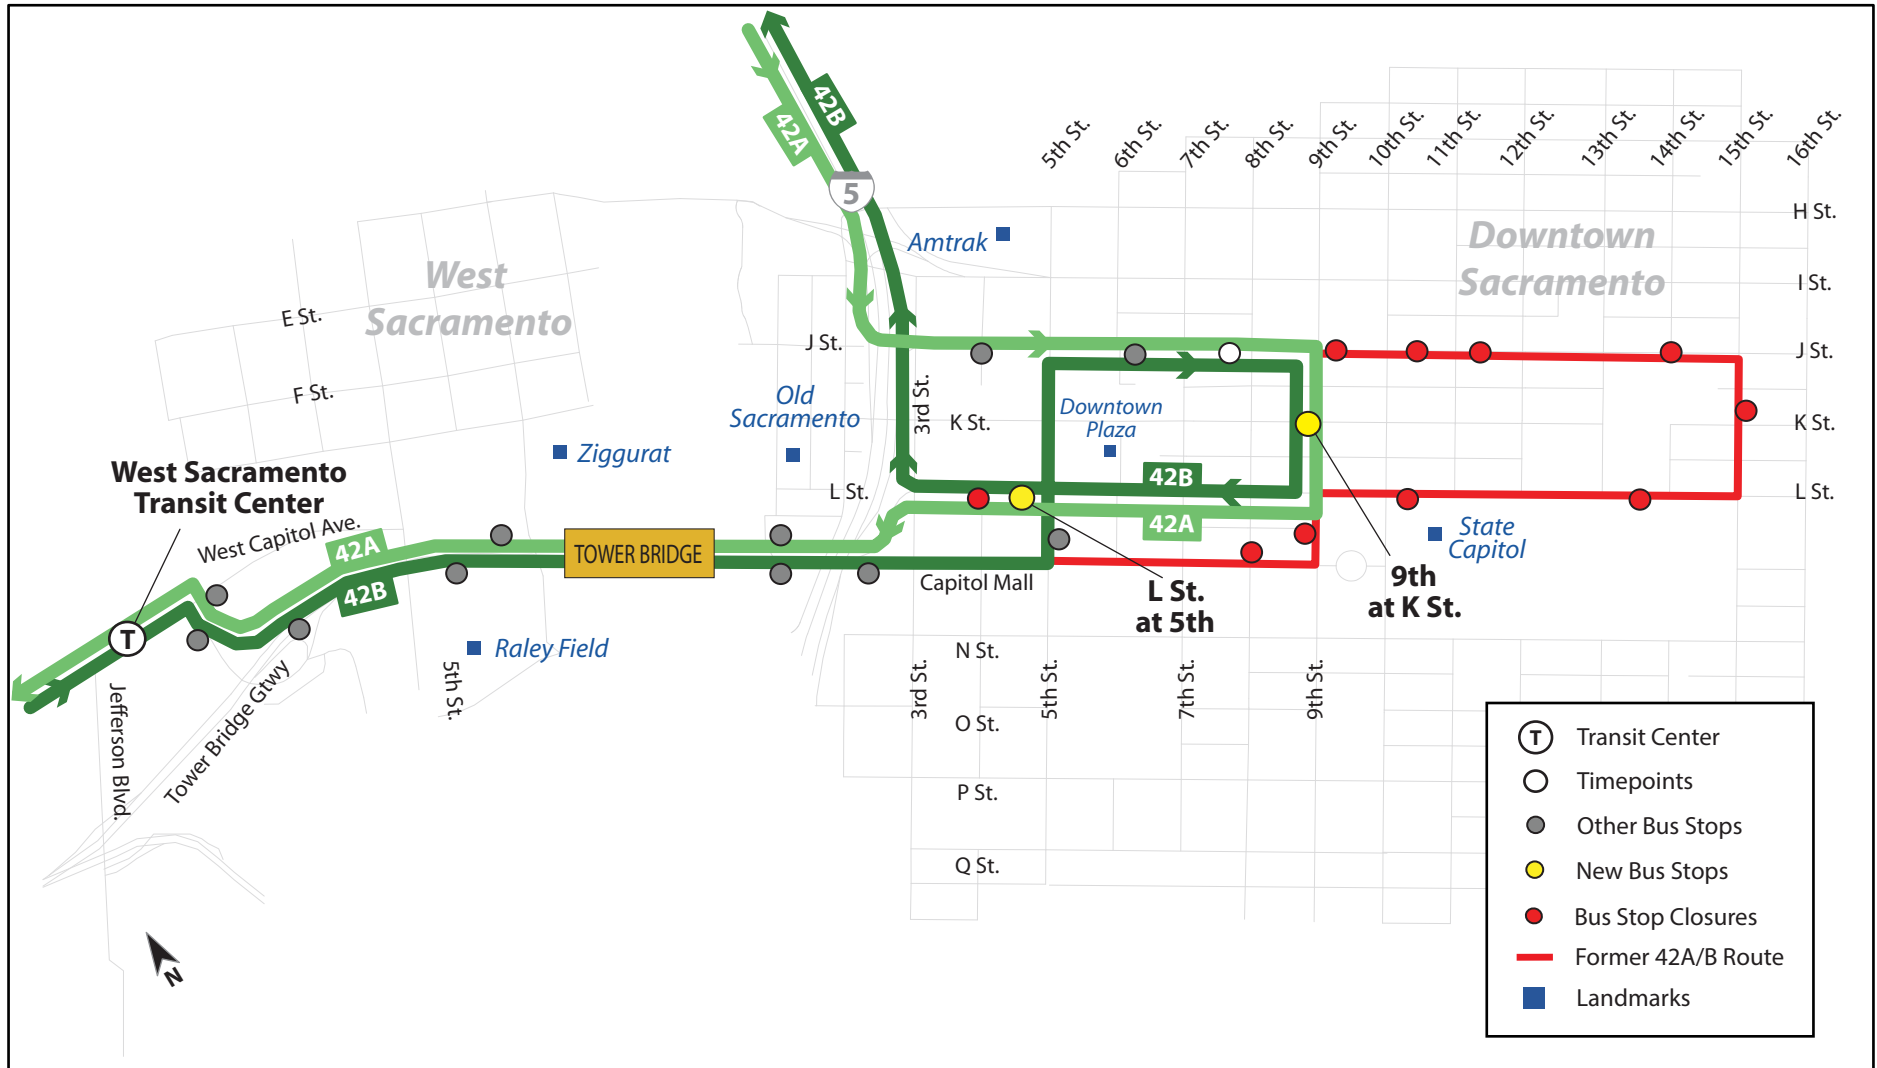 42B
42A
5
5th St.
6th St.
7th St.
8th St.
9th St.
10th St.
11th St.
12th St.
13th St.
14th St.
15th St.
16th St.
H St.
Amtrak
Downtown
Sacramento
I St.
West
Sacramento
E St.
F St.
J St.
J St.
3rd St.
K St.
K St.
Old
Sacramento
Downtown
Plaza
Ziggurat
West Sacramento
Transit Center
L St.
42B
L St.
42A
West Capitol Ave.
42A
42B
TOWER BRIDGE
State
Capitol
Capitol Mall
L St.
at 5th
9th
at K St.
T
Raley Field
5th St.
Jefferson Blvd.
Tower Bridge Gtwy
N St.
3rd St.
5th St.
7th St.
9th St.
O St.
P St.
Q St.
N
T Transit Center
Timepoints
Other Bus Stops
New Bus Stops
Bus Stop Closures
Former 42A/B Route
Landmarks